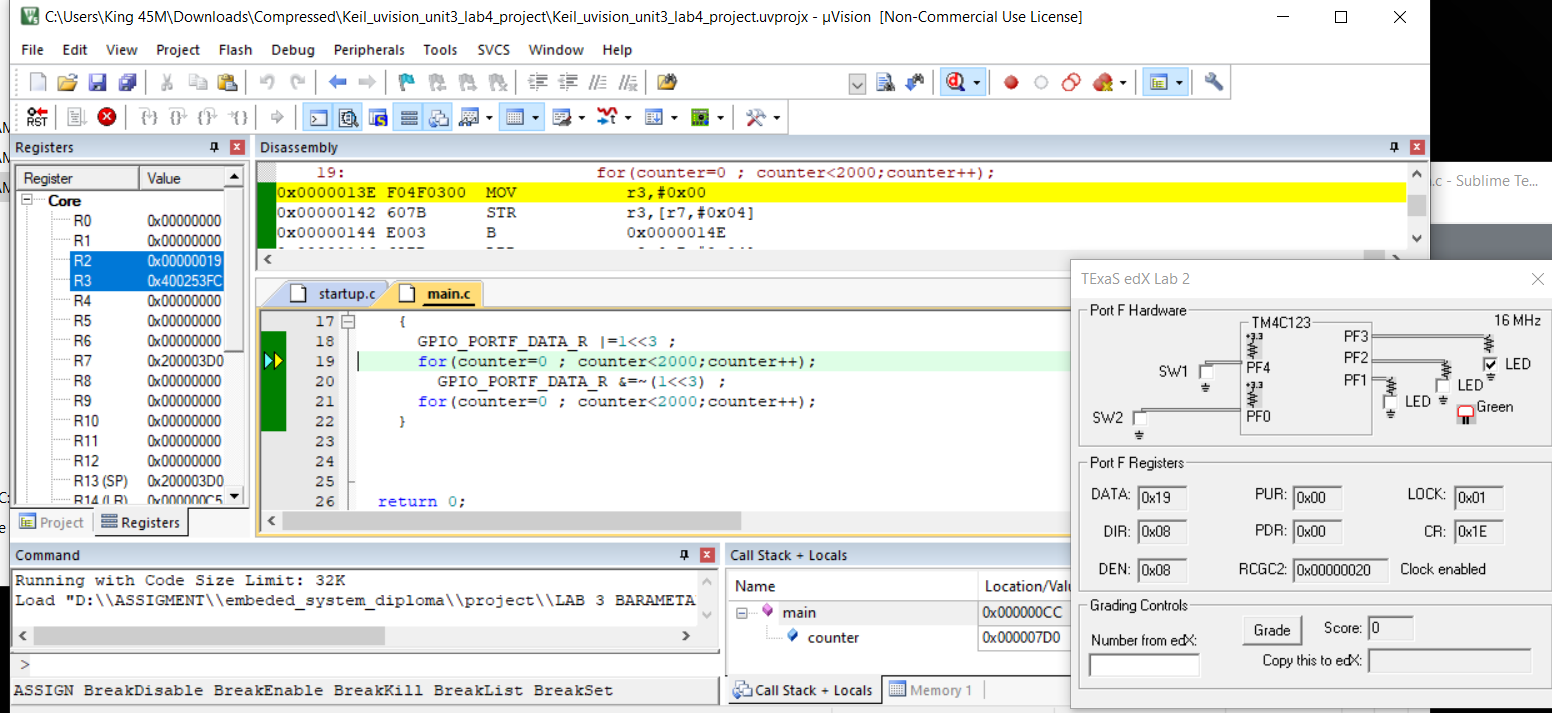 C:\Users\King 45M\Downloads\Compressed\Keil_uvision_unit3_lab4_project\Keil_uvision_unit3_lab4_project.uvprojx - µVision [Non-Commercial Use License]
File Edit View Project Flash Debug Peripherals Tools SVCS Window Help
RST
Registers
Register Value
Core
R0 0x00000000
R1 0x00000000
R2 0x00000019
R3 0x400253FC
R4 0x00000000
R5 0x00000000
R6 0x00000000
R7 0x200003D0
R8 0x00000000
R9 0x00000000
R10 0x00000000
R11 0x00000000
R12 0x00000000
R13 (SP) 0x200003D0
R14 (LR) 0x000000C5
Project Registers
Disassembly
19: for(counter=0 ; counter<2000;counter++);
0x0000013E F04F0300 MOV r3,#0x00
0x00000142 607B STR r3,[r7,#0x04]
0x00000144 E003 B 0x0000014E
startup.c main.c
17 {
18 GPIO_PORTF_DATA_R |=1<<3 ;
19 for(counter=0 ; counter<2000;counter++);
20 GPIO_PORTF_DATA_R &=~(1<<3) ;
21 for(counter=0 ; counter<2000;counter++);
22 }
23
24
25
26 return 0;
.c - Sublime Te...
TExaS edX Lab 2
Port F Hardware
16 MHz
TM4C123
+3.3
PF4
+3.3
PF0
PF3
PF2
PF1
SW1
SW2
LED
LED
LED
Green
Port F Registers
DATA: 0x19 PUR: 0x00 LOCK: 0x01
DIR: 0x08 PDR: 0x00 CR: 0x1E
DEN: 0x08 RCGC2: 0x00000020 Clock enabled
Grading Controls
Number from edX:
Grade Score: 0
Copy this to edX:
Command
Running with Code Size Limit: 32K
Load "D:\\ASSIGMENT\\embeded_system_diploma\\project\\LAB 3 BARAMETA
>
ASSIGN BreakDisable BreakEnable BreakKill BreakList BreakSet
Call Stack + Locals
Name Location/Valu
main 0x000000CC
counter 0x000007D0
Call Stack + Locals Memory 1